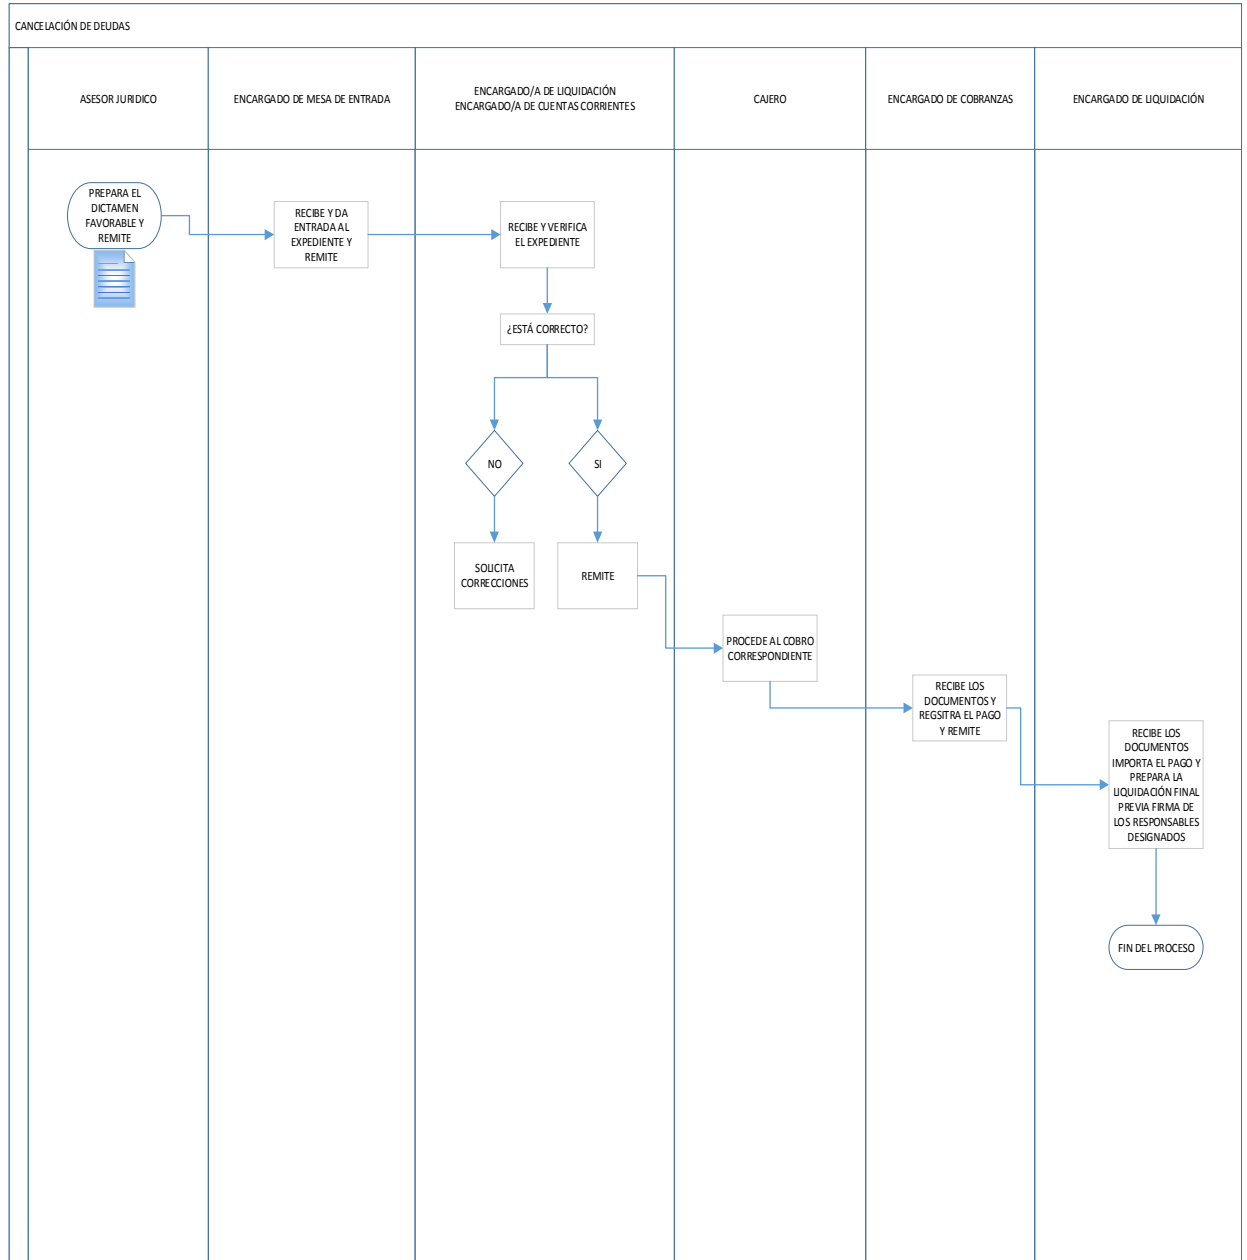 CANCELACIÓN DE DEUDAS
ASESOR JURIDICO
ENCARGADO DE MESA DE ENTRADA
ENCARGADO/A DE LIQUIDACIÓN
ENCARGADO/A DE CUENTAS CORRIENTES
CAJERO
ENCARGADO DE COBRANZAS
ENCARGADO DE LIQUIDACIÓN
PREPARA EL
DICTAMEN
FAVORABLE Y
REMITE
RECIBE Y DA
ENTRADA AL
EXPEDIENTE Y
REMITE
RECIBE Y VERIFICA
EL EXPEDIENTE
¿ESTÁ CORRECTO?
NO
SI
SOLICITA
CORRECCIONES
REMITE
PROCEDE AL COBRO
CORRESPONDIENTE
RECIBE LOS
DOCUMENTOS Y
REGSITRA EL PAGO
Y REMITE
RECIBE LOS
DOCUMENTOS
IMPORTA EL PAGO Y
PREPARA LA
LIQUIDACIÓN FINAL
PREVIA FIRMA DE
LOS RESPONSABLES
DESIGNADOS
FIN DEL PROCESO